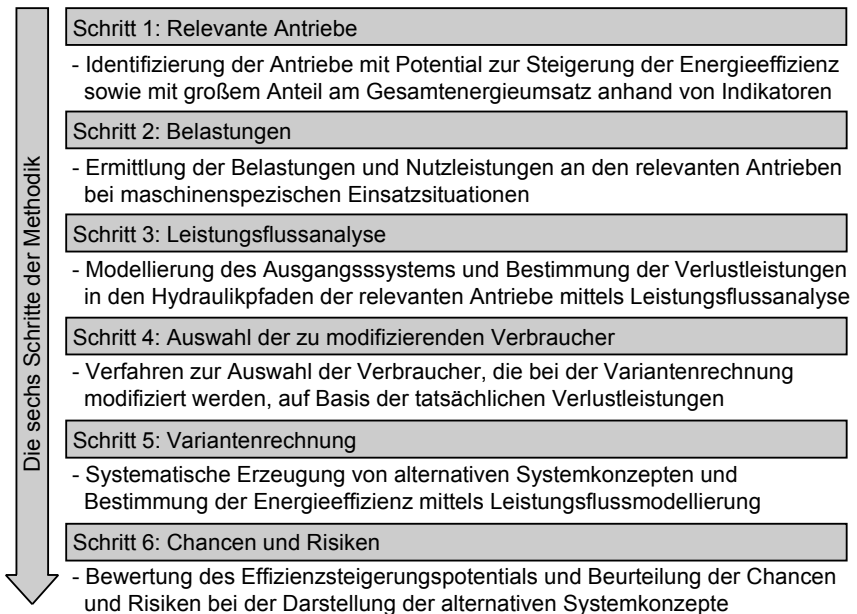 Die sechs Schritte der Methodik
Schritt 1: Relevante Antriebe
- Identifizierung der Antriebe mit Potential zur Steigerung der Energieeffizienz
sowie mit großem Anteil am Gesamtenergieumsatz anhand von Indikatoren
Schritt 2: Belastungen
- Ermittlung der Belastungen und Nutzleistungen an den relevanten Antrieben
bei maschinenspezischen Einsatzsituationen
Schritt 3: Leistungsflussanalyse
- Modellierung des Ausgangsssystems und Bestimmung der Verlustleistungen
in den Hydraulikpfaden der relevanten Antriebe mittels Leistungsflussanalyse
Schritt 4: Auswahl der zu modifizierenden Verbraucher
- Verfahren zur Auswahl der Verbraucher, die bei der Variantenrechnung
modifiziert werden, auf Basis der tatsächlichen Verlustleistungen
Schritt 5: Variantenrechnung
- Systematische Erzeugung von alternativen Systemkonzepten und
Bestimmung der Energieeffizienz mittels Leistungsflussmodellierung
Schritt 6: Chancen und Risiken
- Bewertung des Effizienzsteigerungspotentials und Beurteilung der Chancen
und Risiken bei der Darstellung der alternativen Systemkonzepte